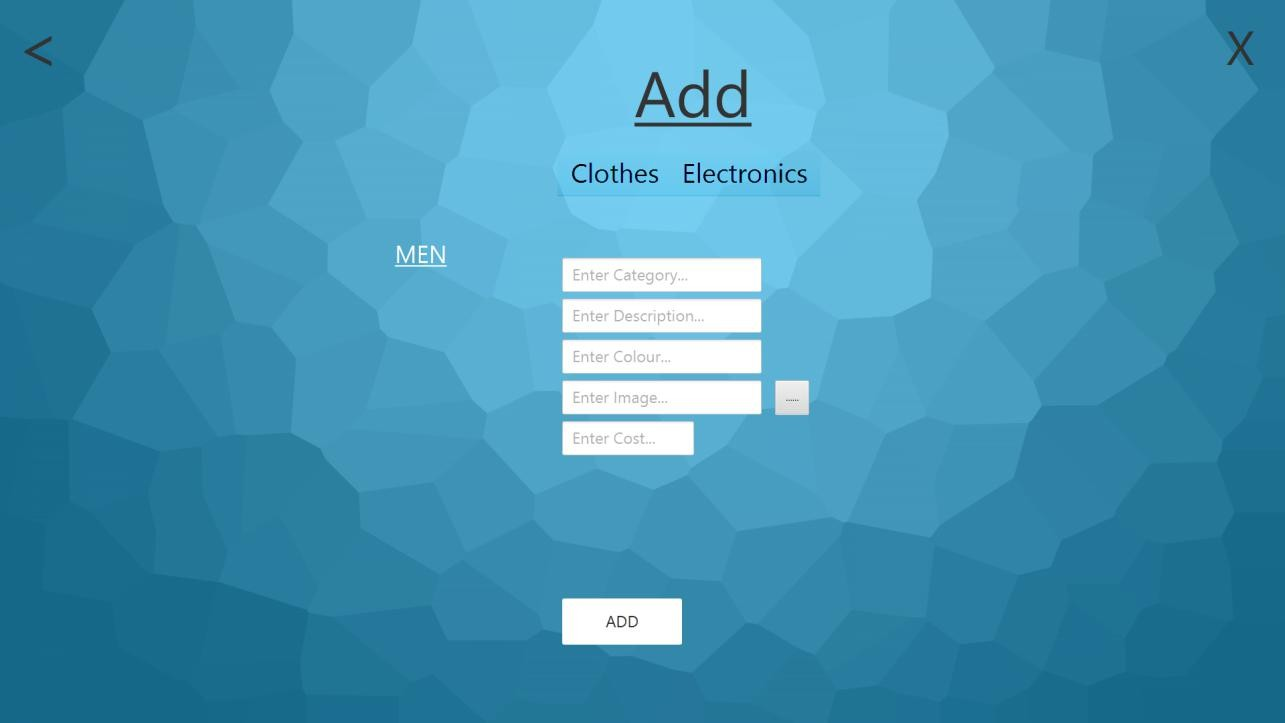 < X
Add
Clothes Electronics
MEN
Enter Category...
Enter Description...
Enter Colour...
Enter Image... ......
Enter Cost...
ADD